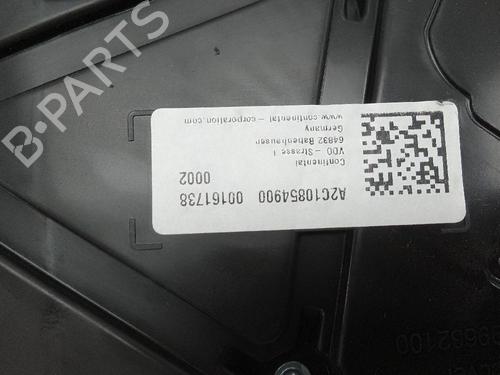 A2C10854900 00161738
0002
Continental
VDO - Strasse 1
64832 Babenhausen
Germany
www.continental - corporation.com
B-PARTS